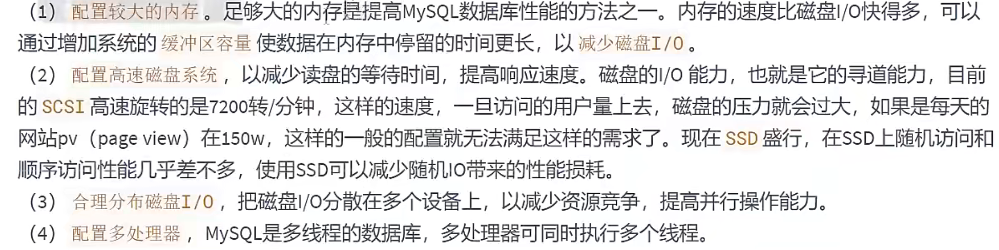 （1） 配置较大的内存 。足够大的内存是提高MySQL数据库性能的方法之一。内存的速度比磁盘I/O快得多，可以
通过增加系统的 缓冲区容量 使数据在内存中停留的时间更长，以 减少磁盘I/O 。
（2） 配置高速磁盘系统 ，以减少读盘的等待时间，提高响应速度。磁盘的I/O 能力，也就是它的寻道能力，目前
的 SCSI 高速旋转的是7200转/分钟，这样的速度，一旦访问的用户量上去，磁盘的压力就会过大，如果是每天的
网站pv（page view）在150w，这样的一般的配置就无法满足这样的需求了。现在 SSD 盛行，在SSD上随机访问和
顺序访问性能几乎差不多，使用SSD可以减少随机IO带来的性能损耗。
（3） 合理分布磁盘I/O ，把磁盘I/O分散在多个设备上，以减少资源竞争，提高并行操作能力。
（4） 配置多处理器 ，MySQL是多线程的数据库，多处理器可同时执行多个线程。